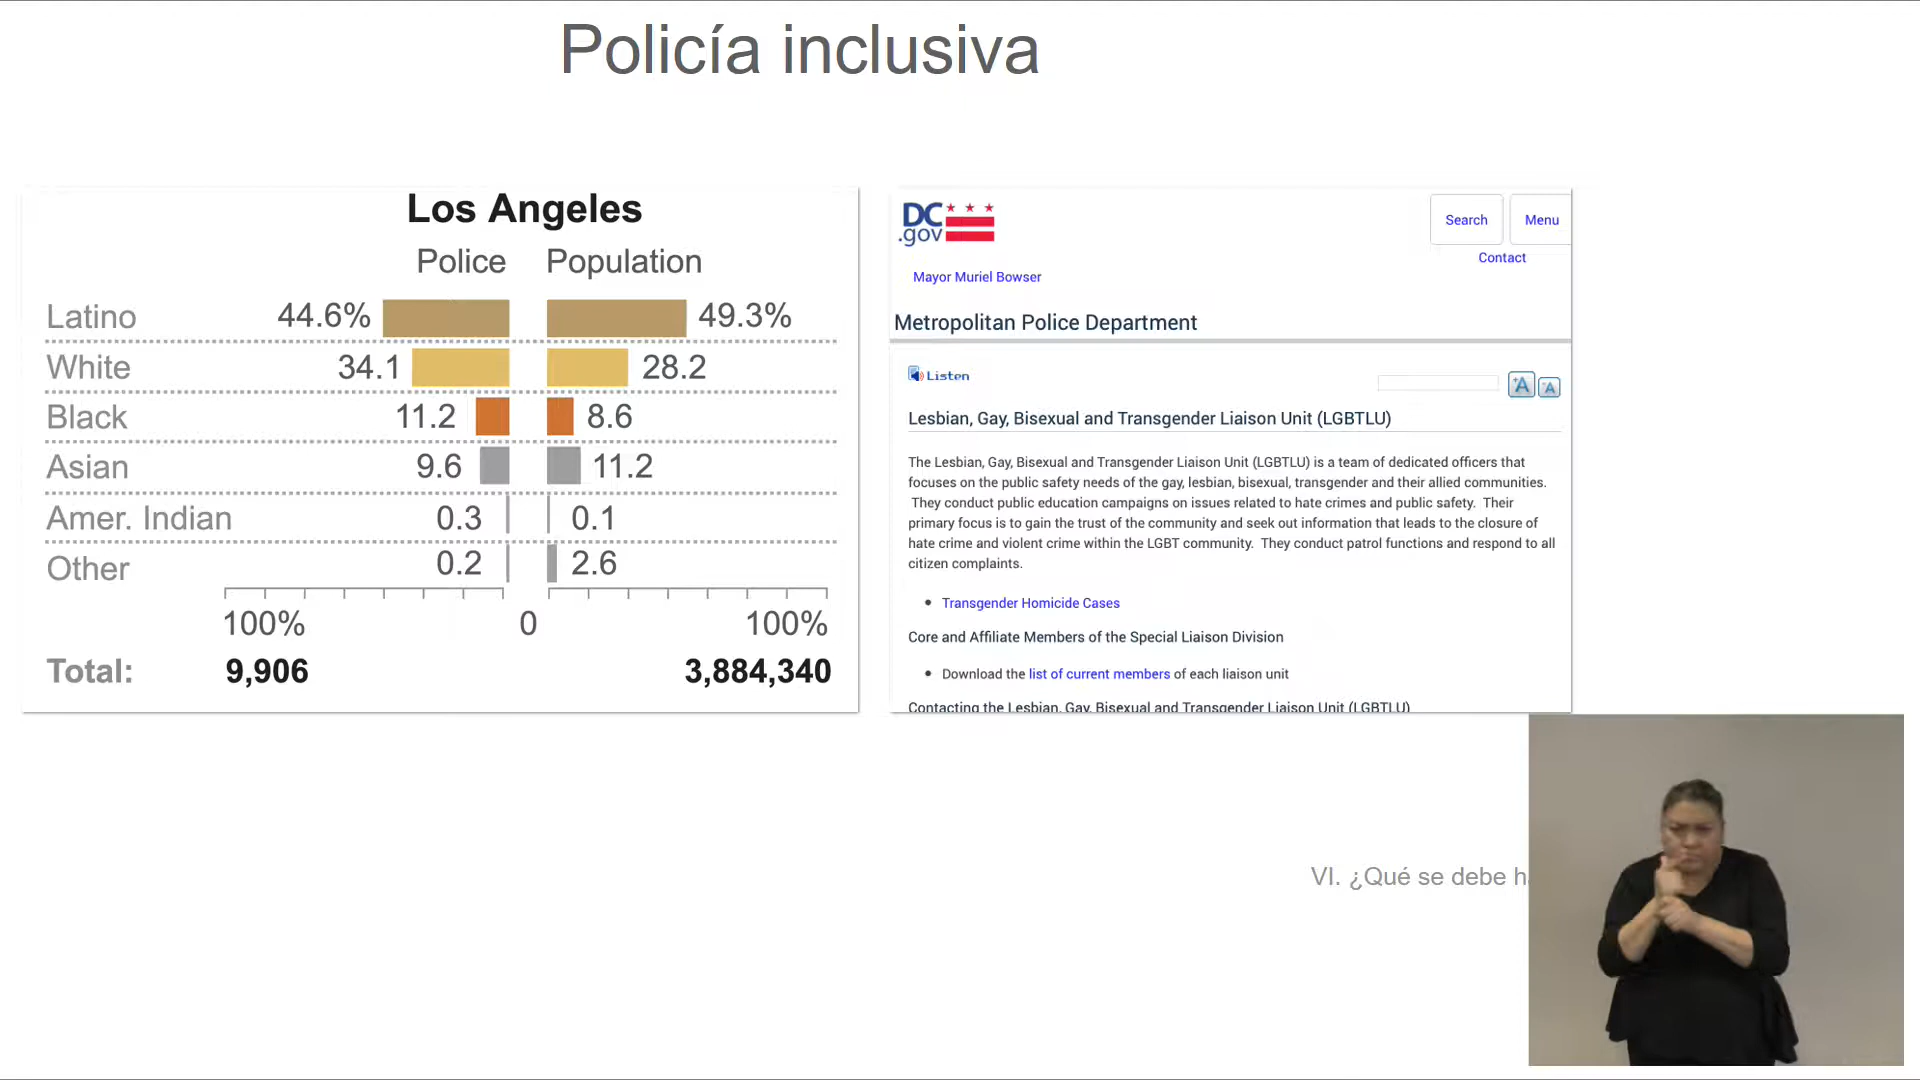 Policía inclusiva
Los Angeles
Police Population
Latino 44.6% 49.3%
White 34.1 28.2
Black 11.2 8.6
Asian 9.6 11.2
Amer. Indian 0.3 0.1
Other 0.2 2.6
100% 0 100%
Total: 9,906 3,884,340
DC
.gov
Search Menu
Contact
Mayor Muriel Bowser
Metropolitan Police Department
Listen
A A
Lesbian, Gay, Bisexual and Transgender Liaison Unit (LGBTLU)
The Lesbian, Gay, Bisexual and Transgender Liaison Unit (LGBTLU) is a team of dedicated officers that
focuses on the public safety needs of the gay, lesbian, bisexual, transgender and their allied communities.
They conduct public education campaigns on issues related to hate crimes and public safety. Their
primary focus is to gain the trust of the community and seek out information that leads to the closure of
hate crime and violent crime within the LGBT community. They conduct patrol functions and respond to all
citizen complaints.
• Transgender Homicide Cases
Core and Affiliate Members of the Special Liaison Division
• Download the list of current members of each liaison unit
Contacting the Lesbian, Gay, Bisexual and Transgender Liaison Unit (LGBTLU)
VI. ¿Qué se debe